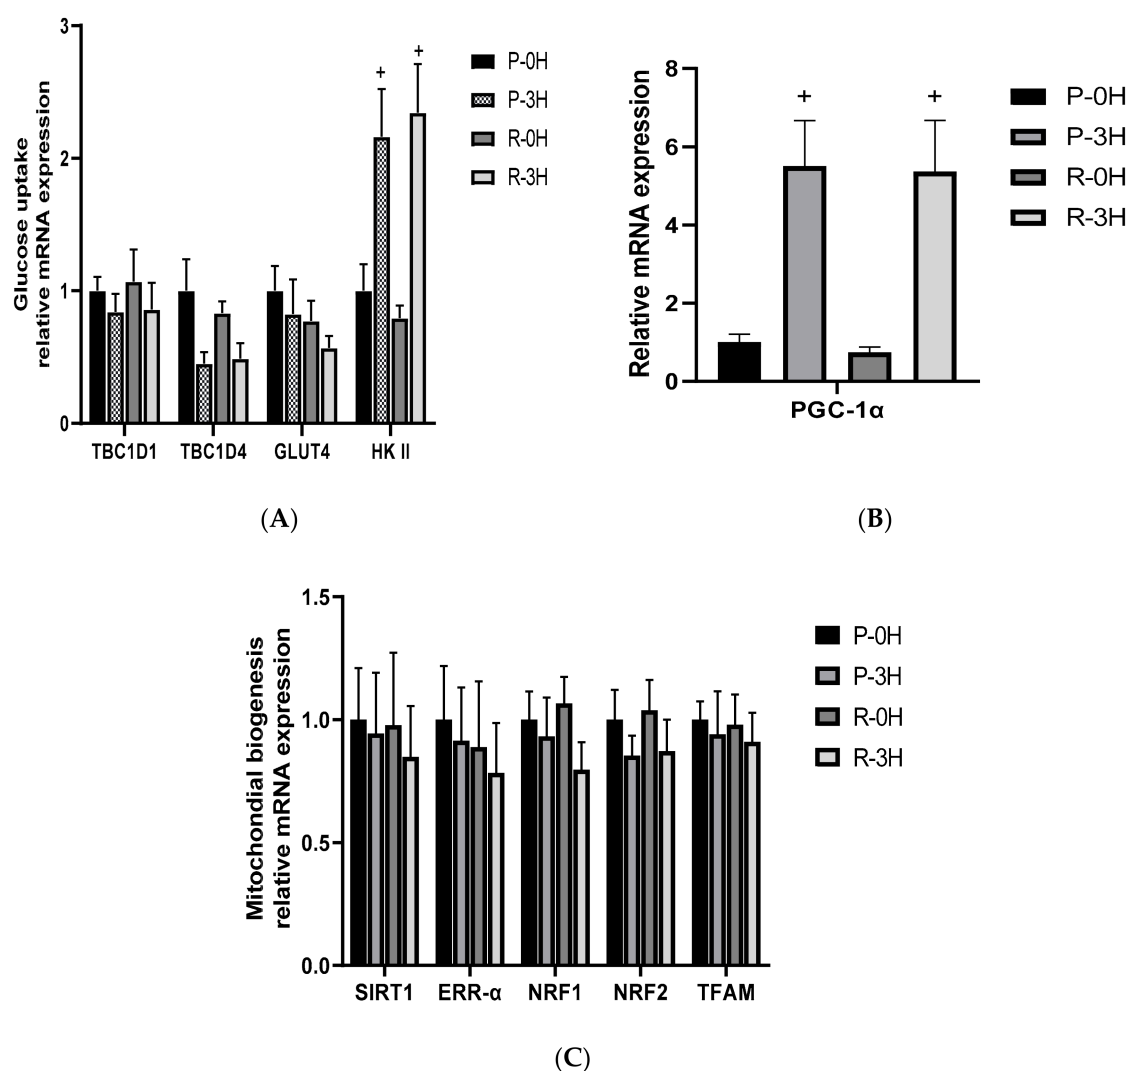 Glucose uptake
relative mRNA expression
3
2
1
0
+
+
TBC1D1
TBC1D4
GLUT4
HK II
P-0H
P-3H
R-0H
R-3H
(A)
Relative mRNA expression
8
6
4
2
0
+
+
PGC-1α
P-0H
P-3H
R-0H
R-3H
(B)
Mitochondial biogenesis
relative mRNA expression
1.5
1.0
0.5
0.0
SIRT1
ERR-α
NRF1
NRF2
TFAM
P-0H
P-3H
R-0H
R-3H
(C)